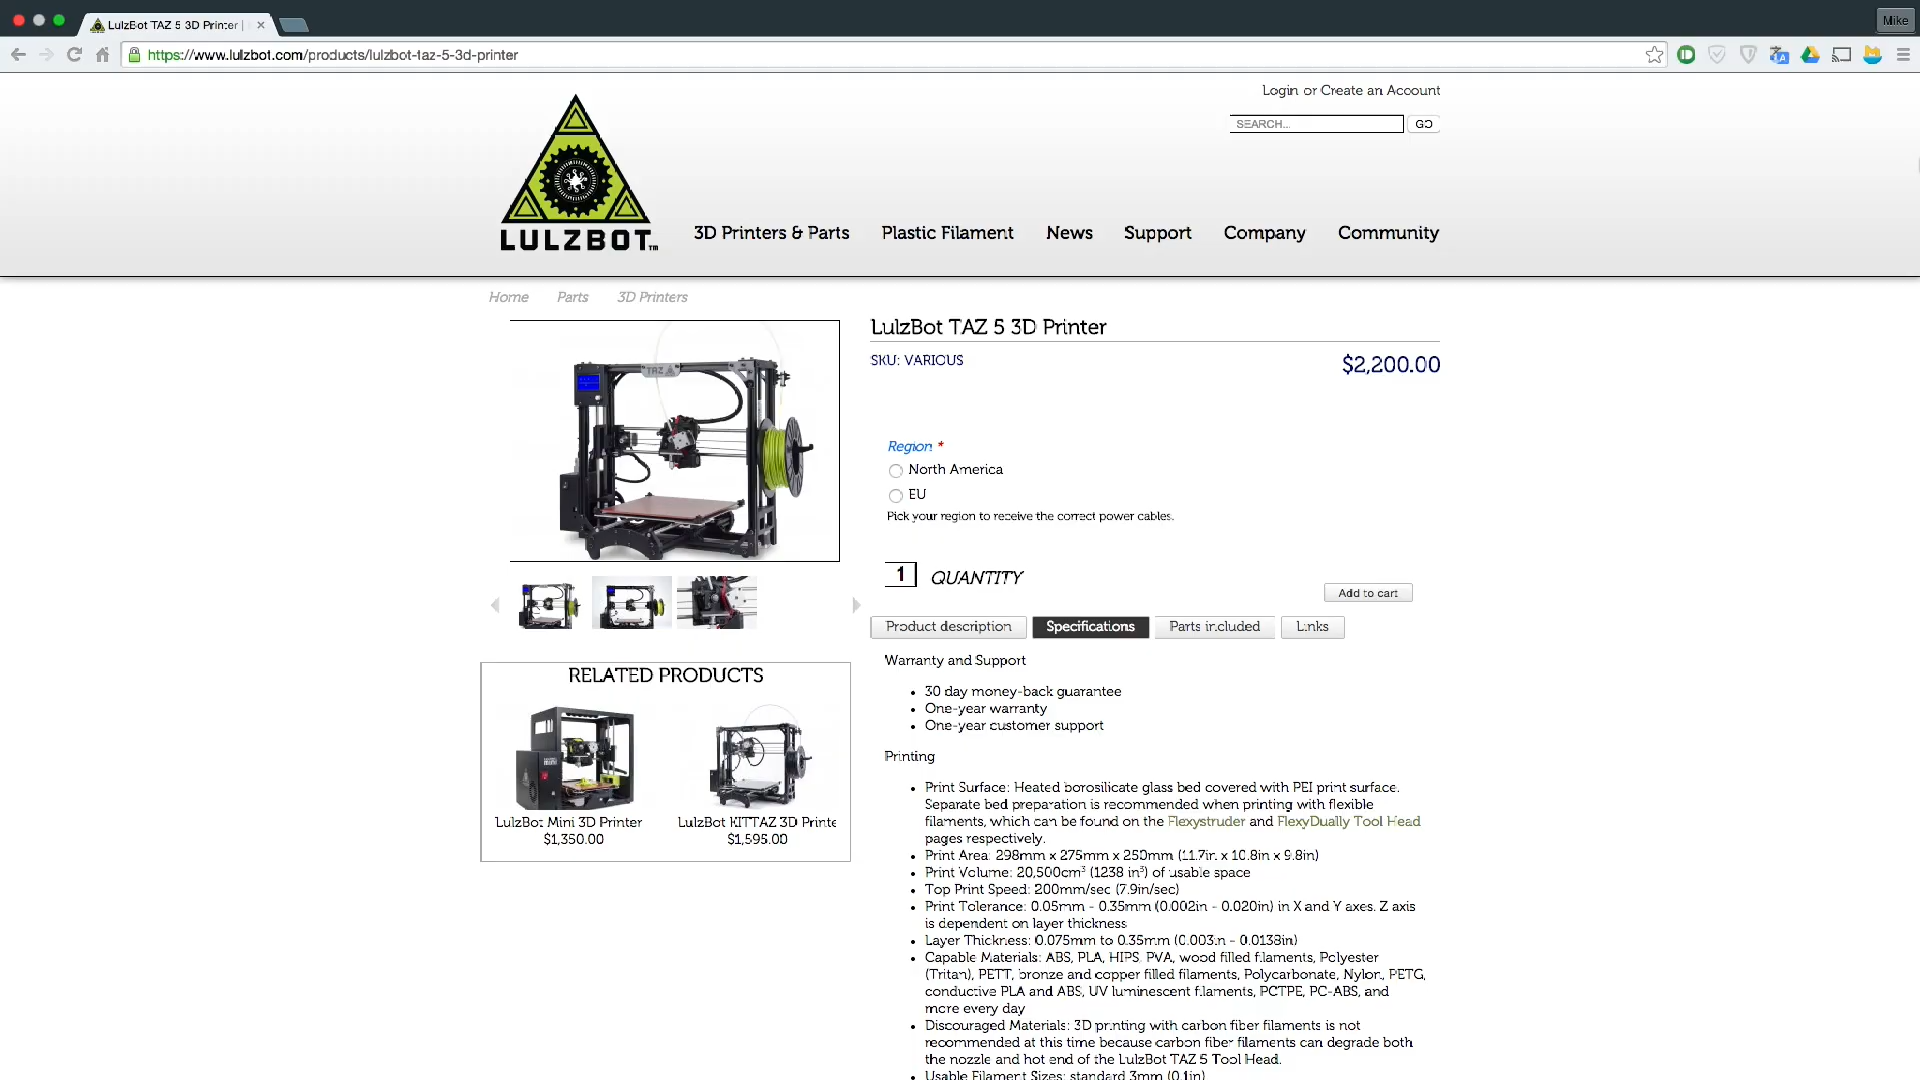 LulzBot TAZ 5 3D Printer |
Mike
https://www.lulzbot.com/products/lulzbot-taz-5-3d-printer
Login or Create an Account
SEARCH...
GO
LULZBOT™
3D Printers & Parts
Plastic Filament
News
Support
Company
Community
Home
Parts
3D Printers
TAZ
LulzBot TAZ 5 3D Printer
SKU: VARIOUS
$2,200.00
Region *
North America
EU
Pick your region to receive the correct power cables.
1
QUANTITY
Add to cart
Product description
Specifications
Parts included
Links
RELATED PRODUCTS
LulzBot Mini 3D Printer
$1,350.00
LulzBot KITTAZ 3D Printe
$1,595.00
Warranty and Support
• 30 day money-back guarantee
• One-year warranty
• One-year customer support
Printing
• Print Surface: Heated borosilicate glass bed covered with PEI print surface.
Separate bed preparation is recommended when printing with flexible
filaments, which can be found on the Flexystruder and FlexyDually Tool Head
pages respectively.
• Print Area: 298mm x 275mm x 250mm (11.7in x 10.8in x 9.8in)
• Print Volume: 20,500cm³ (1238 in³) of usable space
• Top Print Speed: 200mm/sec (7.9in/sec)
• Print Tolerance: 0.05mm - 0.35mm (0.002in - 0.020in) in X and Y axes. Z axis
is dependent on layer thickness
• Layer Thickness: 0.075mm to 0.35mm (0.003in - 0.0138in)
• Capable Materials: ABS, PLA, HIPS, PVA, wood filled filaments, Polyester
(Tritan), PETT, bronze and copper filled filaments, Polycarbonate, Nylon, PETG,
conductive PLA and ABS, UV luminescent filaments, PCTPE, PC-ABS, and
more every day
• Discouraged Materials: 3D printing with carbon fiber filaments is not
recommended at this time because carbon fiber filaments can degrade both
the nozzle and hot end of the LulzBot TAZ 5 Tool Head.
• Usable Filament Sizes: standard 3mm (0.1in)